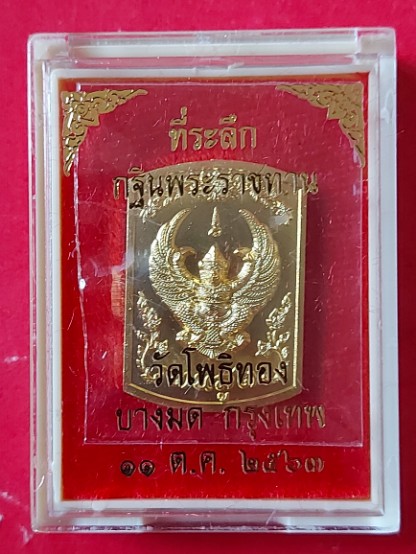 ที่ระลึก
กฐินพระราชทาน
วัดโพธิ์ทอง
บางมด กรุงเทพ
๑๑ ต.ค. ๒๕๖๓